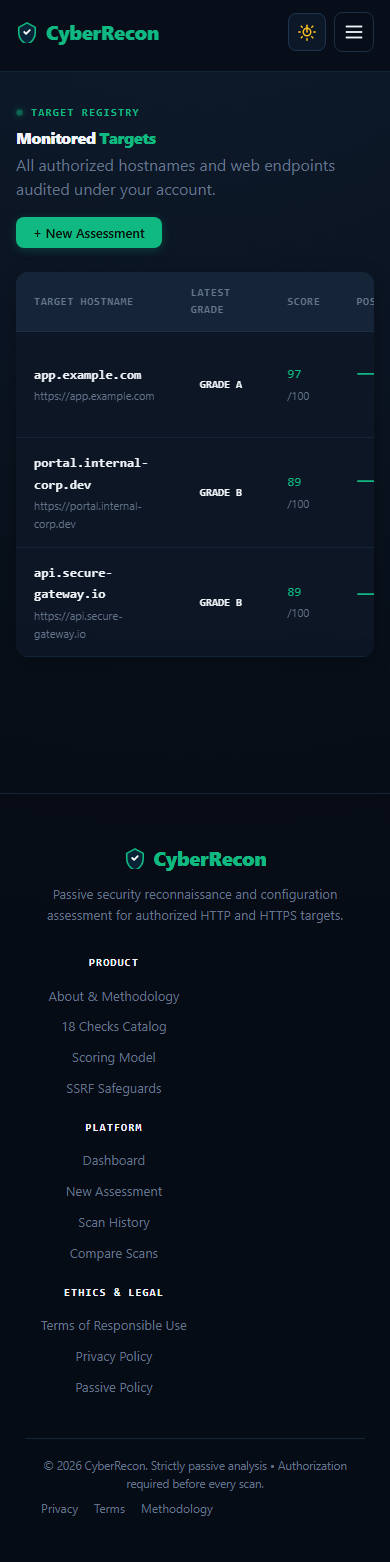 CyberRecon
TARGET REGISTRY
Monitored Targets
All authorized hostnames and web endpoints
audited under your account.
+ New Assessment
TARGET HOSTNAME
LATEST
GRADE
SCORE
POS
app.example.com
https://app.example.com
GRADE A
97
/100
portal.internal-
corp.dev
https://portal.internal-
corp.dev
GRADE B
89
/100
api.secure-
gateway.io
https://api.secure-
gateway.io
GRADE B
89
/100
CyberRecon
Passive security reconnaissance and configuration
assessment for authorized HTTP and HTTPS targets.
PRODUCT
About & Methodology
18 Checks Catalog
Scoring Model
SSRF Safeguards
PLATFORM
Dashboard
New Assessment
Scan History
Compare Scans
ETHICS & LEGAL
Terms of Responsible Use
Privacy Policy
Passive Policy
© 2026 CyberRecon. Strictly passive analysis • Authorization
required before every scan.
Privacy Terms Methodology